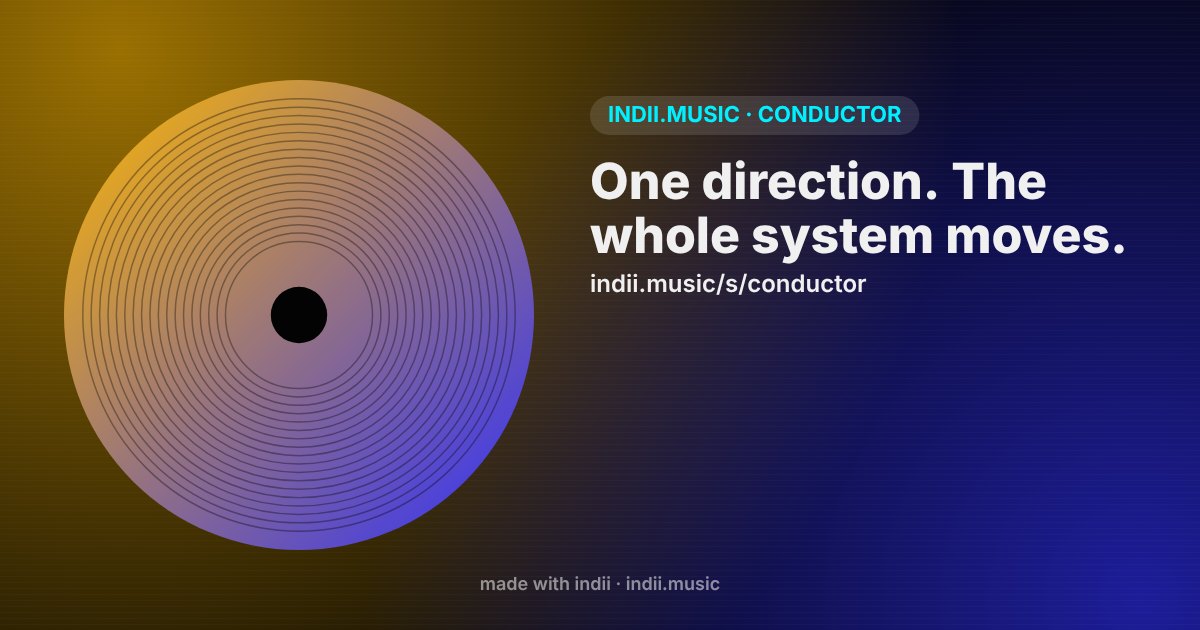 INDII.MUSIC · CONDUCTOR
One direction. The
whole system moves.
indii.music/s/conductor
made with indii · indii.music